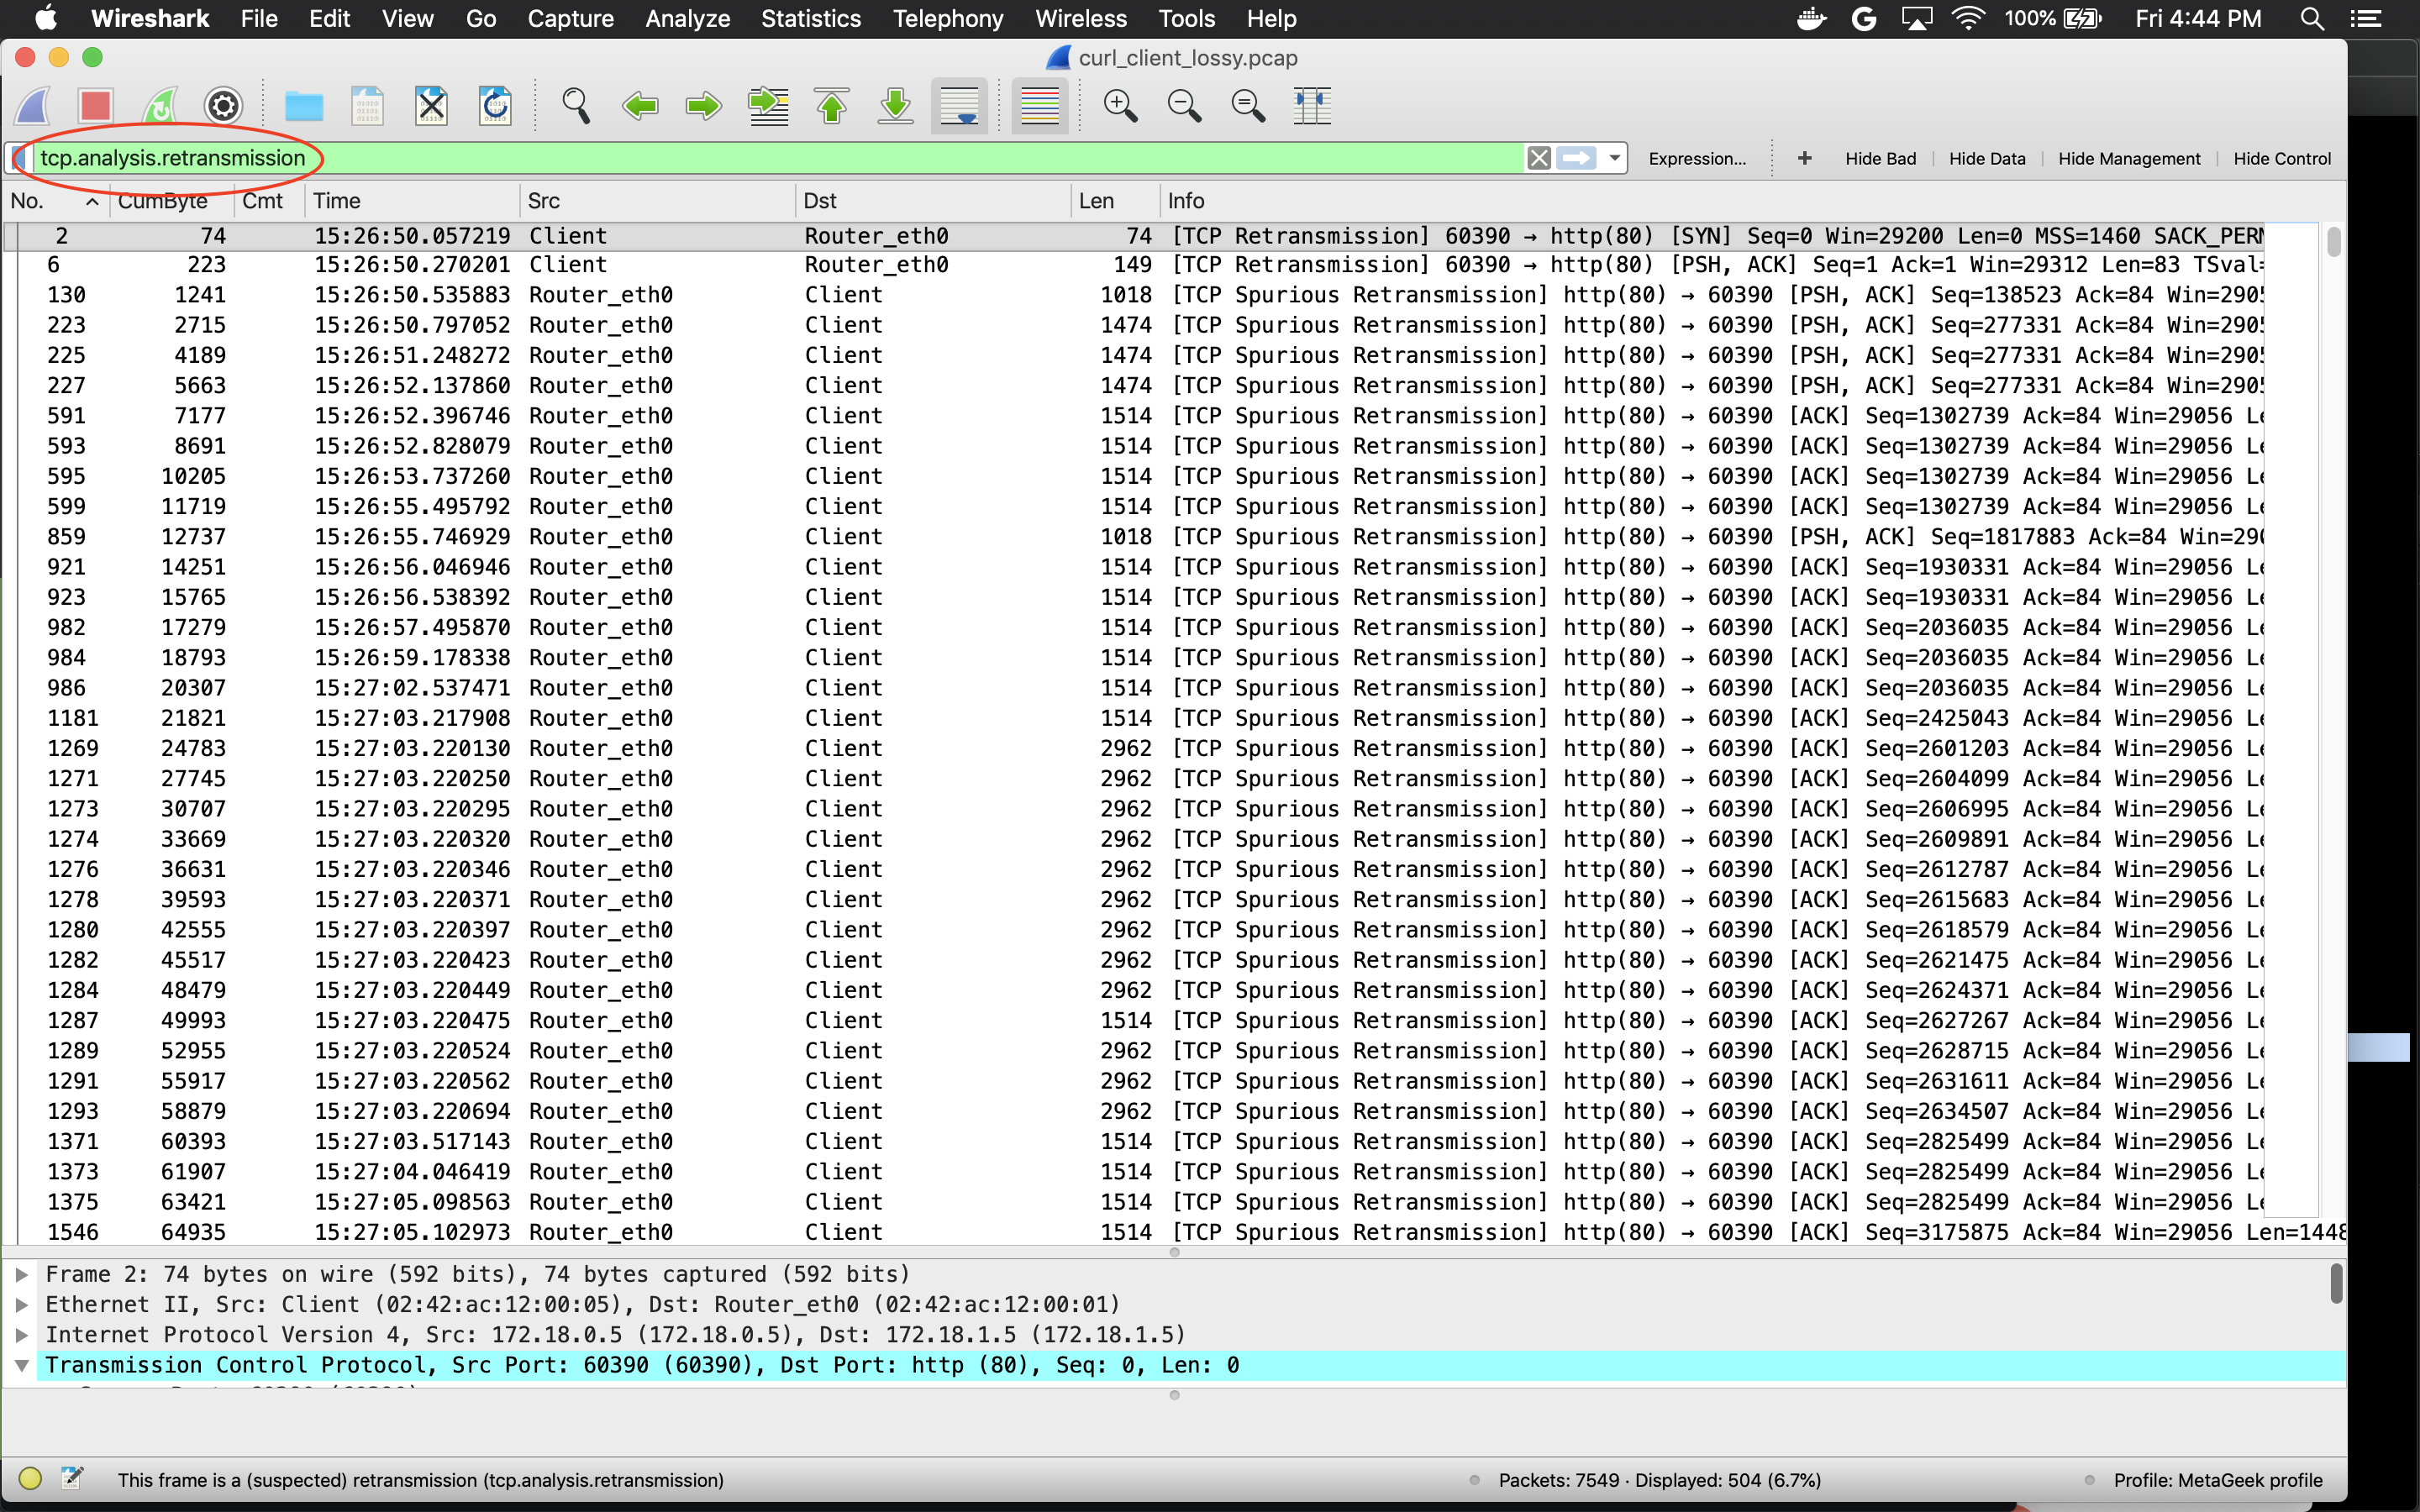 Wireshark File Edit View Go Capture Analyze Statistics Telephony Wireless Tools Help 100% Fri 4:44 PM
curl_client_lossy.pcap
tcp.analysis.retransmission Expression... + Hide Bad Hide Data Hide Management Hide Control
No. CumByte Cmt Time Src Dst Len Info
2 74 15:26:50.057219 Client Router_eth0 74 [TCP Retransmission] 60390 → http(80) [SYN] Seq=0 Win=29200 Len=0 MSS=1460 SACK_PERM
6 223 15:26:50.270201 Client Router_eth0 149 [TCP Retransmission] 60390 → http(80) [PSH, ACK] Seq=1 Ack=1 Win=29312 Len=83 TSval=
130 1241 15:26:50.535883 Router_eth0 Client 1018 [TCP Spurious Retransmission] http(80) → 60390 [PSH, ACK] Seq=138523 Ack=84 Win=2905
223 2715 15:26:50.797052 Router_eth0 Client 1474 [TCP Spurious Retransmission] http(80) → 60390 [PSH, ACK] Seq=277331 Ack=84 Win=2905
225 4189 15:26:51.248272 Router_eth0 Client 1474 [TCP Spurious Retransmission] http(80) → 60390 [PSH, ACK] Seq=277331 Ack=84 Win=2905
227 5663 15:26:52.137860 Router_eth0 Client 1474 [TCP Spurious Retransmission] http(80) → 60390 [PSH, ACK] Seq=277331 Ack=84 Win=2905
591 7177 15:26:52.396746 Router_eth0 Client 1514 [TCP Spurious Retransmission] http(80) → 60390 [ACK] Seq=1302739 Ack=84 Win=29056 Le
593 8691 15:26:52.828079 Router_eth0 Client 1514 [TCP Spurious Retransmission] http(80) → 60390 [ACK] Seq=1302739 Ack=84 Win=29056 Le
595 10205 15:26:53.737260 Router_eth0 Client 1514 [TCP Spurious Retransmission] http(80) → 60390 [ACK] Seq=1302739 Ack=84 Win=29056 Le
599 11719 15:26:55.495792 Router_eth0 Client 1514 [TCP Spurious Retransmission] http(80) → 60390 [ACK] Seq=1302739 Ack=84 Win=29056 Le
859 12737 15:26:55.746929 Router_eth0 Client 1018 [TCP Spurious Retransmission] http(80) → 60390 [PSH, ACK] Seq=1817883 Ack=84 Win=290
921 14251 15:26:56.046946 Router_eth0 Client 1514 [TCP Spurious Retransmission] http(80) → 60390 [ACK] Seq=1930331 Ack=84 Win=29056 Le
923 15765 15:26:56.538392 Router_eth0 Client 1514 [TCP Spurious Retransmission] http(80) → 60390 [ACK] Seq=1930331 Ack=84 Win=29056 Le
982 17279 15:26:57.495870 Router_eth0 Client 1514 [TCP Spurious Retransmission] http(80) → 60390 [ACK] Seq=2036035 Ack=84 Win=29056 Le
984 18793 15:26:59.178338 Router_eth0 Client 1514 [TCP Spurious Retransmission] http(80) → 60390 [ACK] Seq=2036035 Ack=84 Win=29056 Le
986 20307 15:27:02.537471 Router_eth0 Client 1514 [TCP Spurious Retransmission] http(80) → 60390 [ACK] Seq=2036035 Ack=84 Win=29056 Le
1181 21821 15:27:03.217908 Router_eth0 Client 1514 [TCP Spurious Retransmission] http(80) → 60390 [ACK] Seq=2425043 Ack=84 Win=29056 Le
1269 24783 15:27:03.220130 Router_eth0 Client 2962 [TCP Spurious Retransmission] http(80) → 60390 [ACK] Seq=2601203 Ack=84 Win=29056 Le
1271 27745 15:27:03.220250 Router_eth0 Client 2962 [TCP Spurious Retransmission] http(80) → 60390 [ACK] Seq=2604099 Ack=84 Win=29056 Le
1273 30707 15:27:03.220295 Router_eth0 Client 2962 [TCP Spurious Retransmission] http(80) → 60390 [ACK] Seq=2606995 Ack=84 Win=29056 Le
1274 33669 15:27:03.220320 Router_eth0 Client 2962 [TCP Spurious Retransmission] http(80) → 60390 [ACK] Seq=2609891 Ack=84 Win=29056 Le
1276 36631 15:27:03.220346 Router_eth0 Client 2962 [TCP Spurious Retransmission] http(80) → 60390 [ACK] Seq=2612787 Ack=84 Win=29056 Le
1278 39593 15:27:03.220371 Router_eth0 Client 2962 [TCP Spurious Retransmission] http(80) → 60390 [ACK] Seq=2615683 Ack=84 Win=29056 Le
1280 42555 15:27:03.220397 Router_eth0 Client 2962 [TCP Spurious Retransmission] http(80) → 60390 [ACK] Seq=2618579 Ack=84 Win=29056 Le
1282 45517 15:27:03.220423 Router_eth0 Client 2962 [TCP Spurious Retransmission] http(80) → 60390 [ACK] Seq=2621475 Ack=84 Win=29056 Le
1284 48479 15:27:03.220449 Router_eth0 Client 2962 [TCP Spurious Retransmission] http(80) → 60390 [ACK] Seq=2624371 Ack=84 Win=29056 Le
1287 49993 15:27:03.220475 Router_eth0 Client 1514 [TCP Spurious Retransmission] http(80) → 60390 [ACK] Seq=2627267 Ack=84 Win=29056 Le
1289 52955 15:27:03.220524 Router_eth0 Client 2962 [TCP Spurious Retransmission] http(80) → 60390 [ACK] Seq=2628715 Ack=84 Win=29056 Le
1291 55917 15:27:03.220562 Router_eth0 Client 2962 [TCP Spurious Retransmission] http(80) → 60390 [ACK] Seq=2631611 Ack=84 Win=29056 Le
1293 58879 15:27:03.220694 Router_eth0 Client 2962 [TCP Spurious Retransmission] http(80) → 60390 [ACK] Seq=2634507 Ack=84 Win=29056 Le
1371 60393 15:27:03.517143 Router_eth0 Client 1514 [TCP Spurious Retransmission] http(80) → 60390 [ACK] Seq=2825499 Ack=84 Win=29056 Le
1373 61907 15:27:04.046419 Router_eth0 Client 1514 [TCP Spurious Retransmission] http(80) → 60390 [ACK] Seq=2825499 Ack=84 Win=29056 Le
1375 63421 15:27:05.098563 Router_eth0 Client 1514 [TCP Spurious Retransmission] http(80) → 60390 [ACK] Seq=2825499 Ack=84 Win=29056 Le
1546 64935 15:27:05.102973 Router_eth0 Client 1514 [TCP Spurious Retransmission] http(80) → 60390 [ACK] Seq=3175875 Ack=84 Win=29056 Len=1448
Frame 2: 74 bytes on wire (592 bits), 74 bytes captured (592 bits)
Ethernet II, Src: Client (02:42:ac:12:00:05), Dst: Router_eth0 (02:42:ac:12:00:01)
Internet Protocol Version 4, Src: 172.18.0.5 (172.18.0.5), Dst: 172.18.1.5 (172.18.1.5)
Transmission Control Protocol, Src Port: 60390 (60390), Dst Port: http (80), Seq: 0, Len: 0
This frame is a (suspected) retransmission (tcp.analysis.retransmission) Packets: 7549 · Displayed: 504 (6.7%) Profile: MetaGeek profile